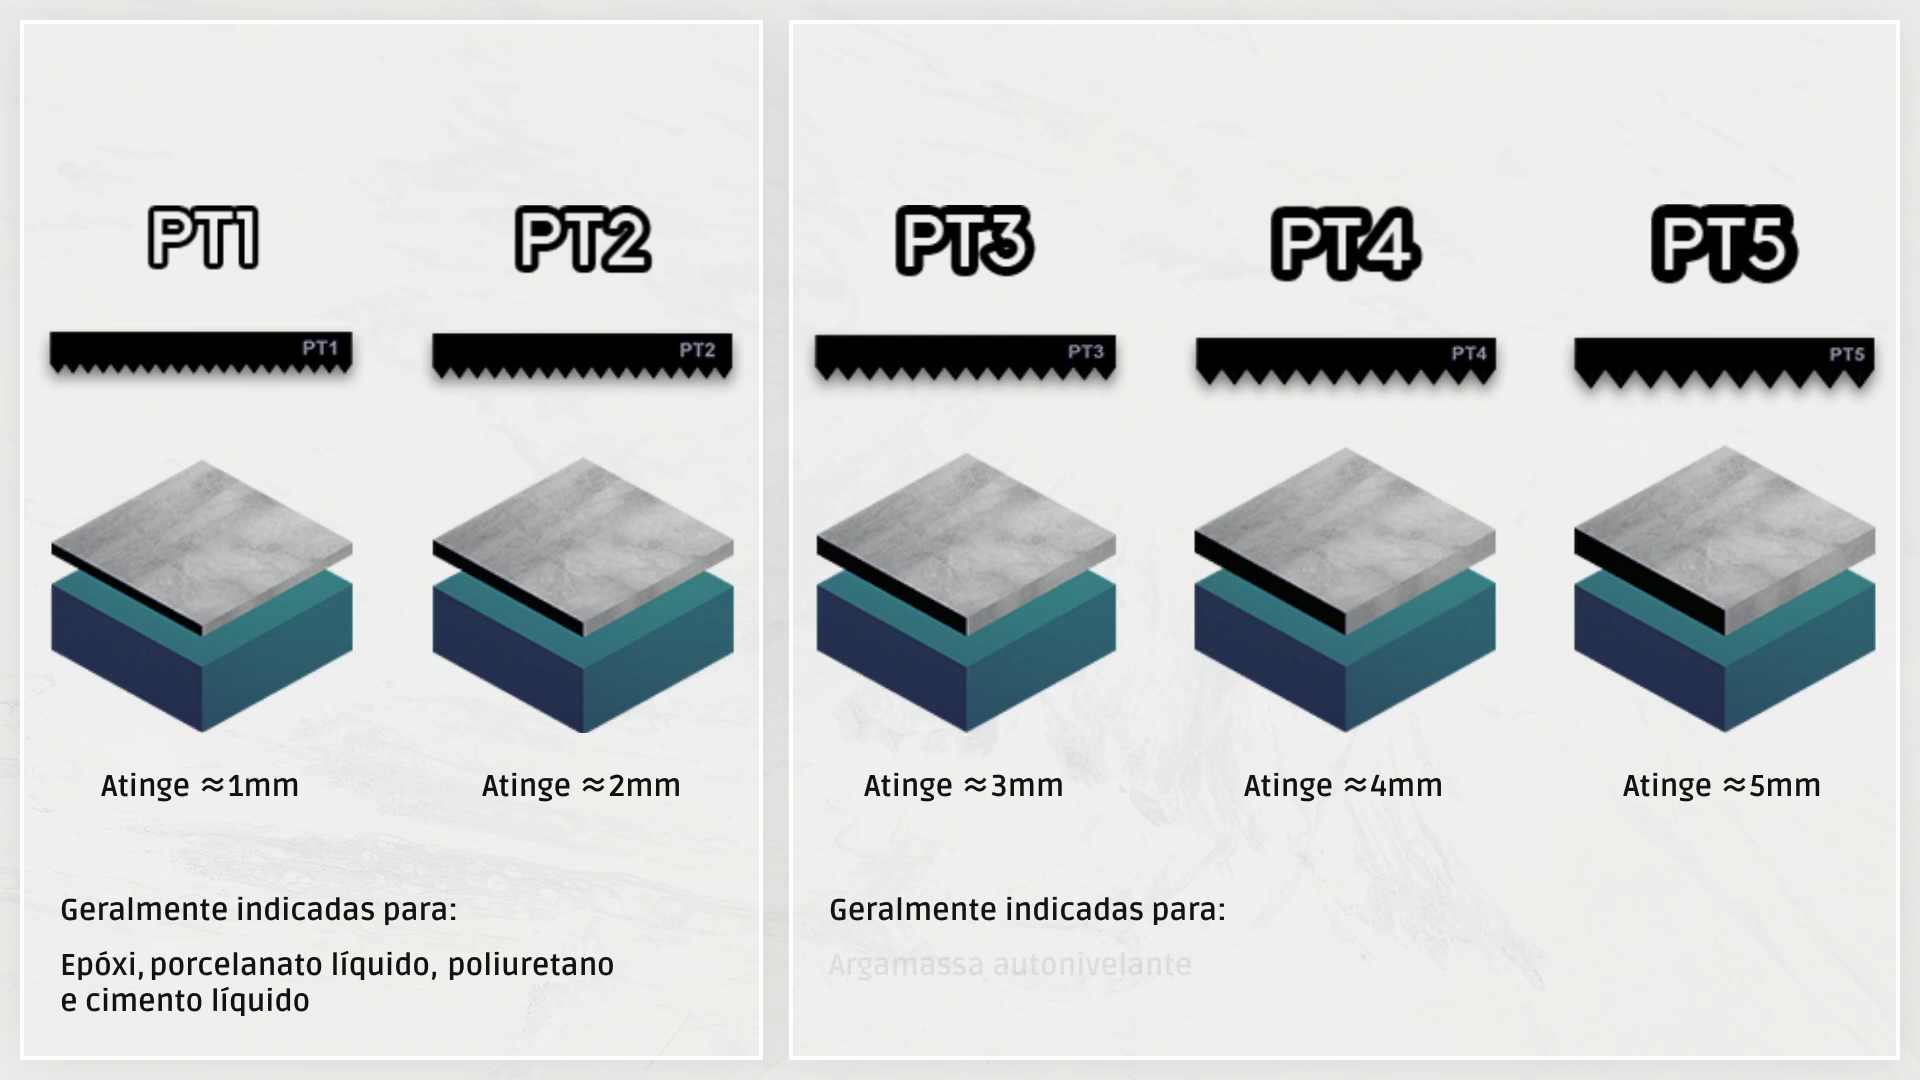 PT1
PT2
PT1
PT2
Atinge ≈1mm
Atinge ≈2mm
Geralmente indicadas para:
Epóxi, porcelanato líquido, poliuretano
e cimento líquido
PT3
PT4
PT5
PT3
PT4
PT5
Atinge ≈3mm
Atinge ≈4mm
Atinge ≈5mm
Geralmente indicadas para:
Argamassa autonivelante